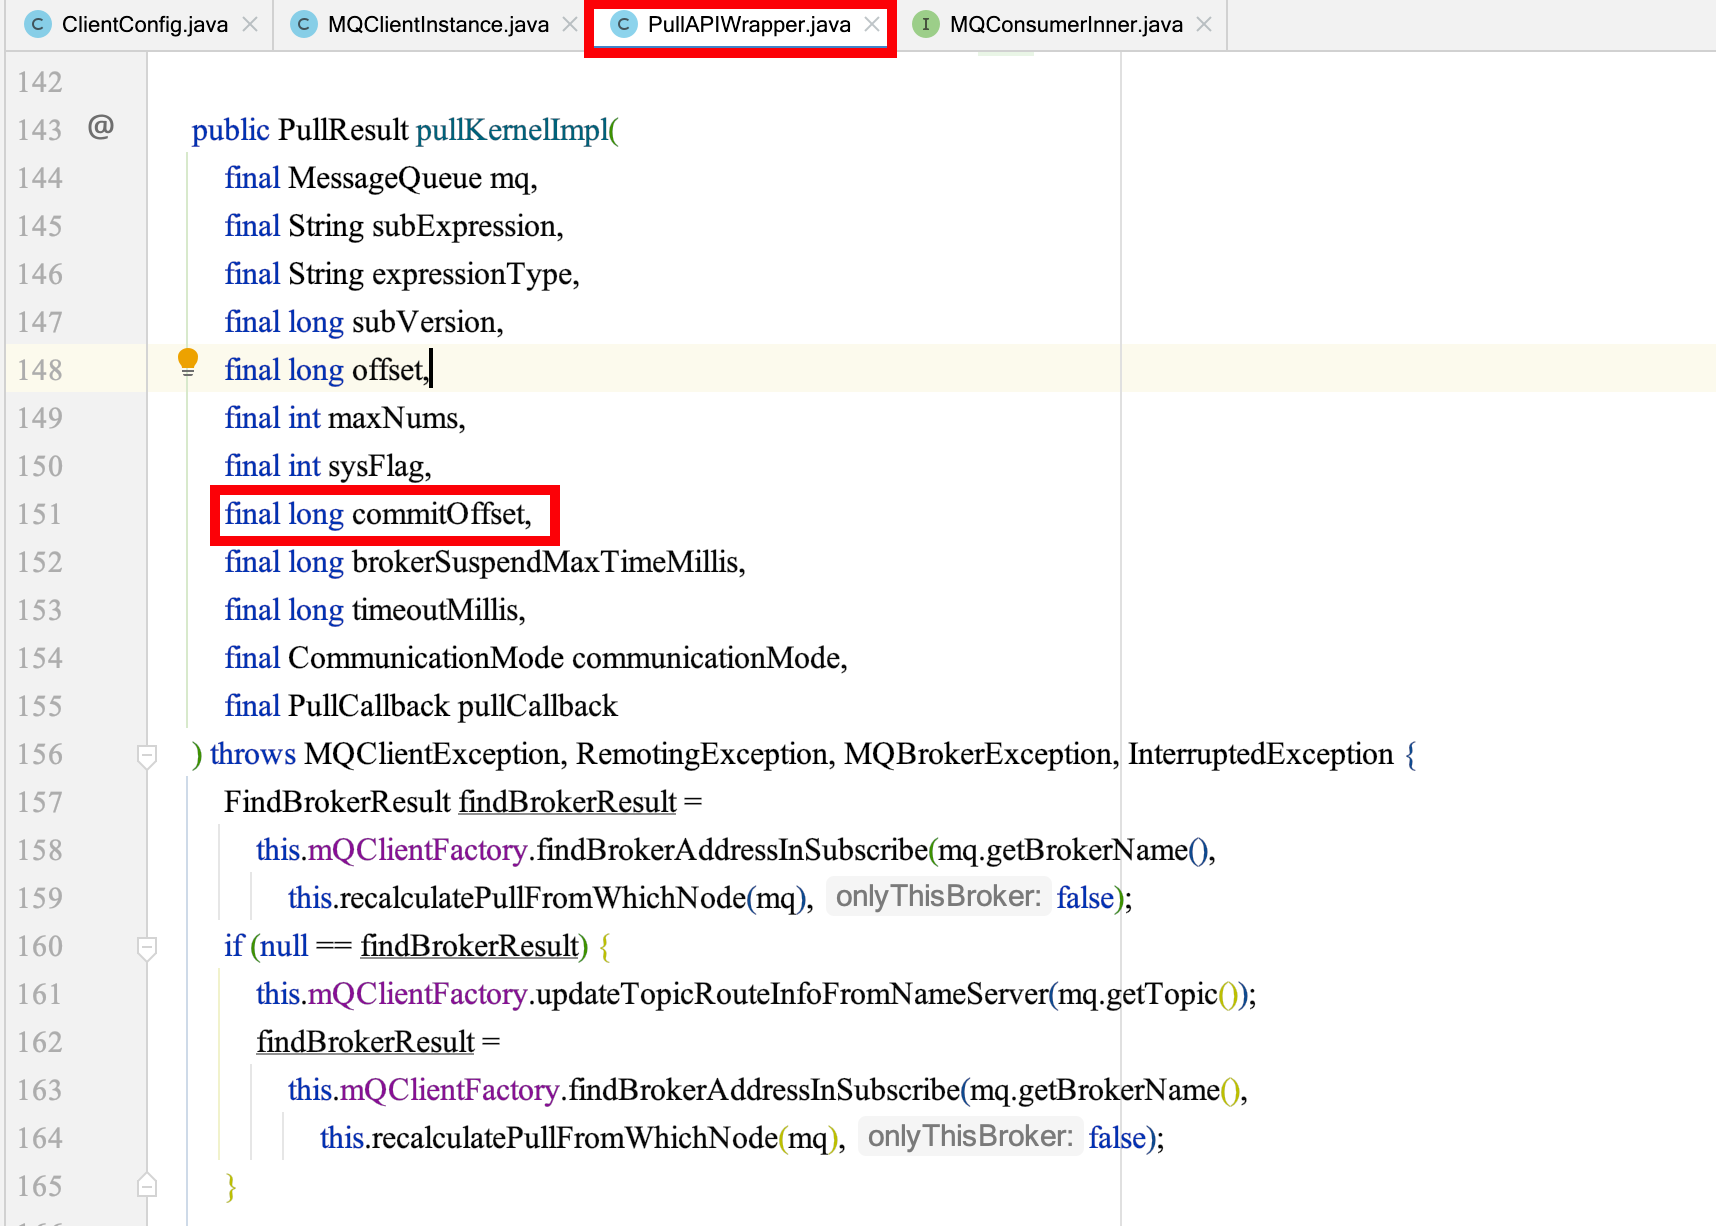 ClientConfig.java MQClientInstance.java PullAPIWrapper.java MQConsumerInner.java
142
143 @ public PullResult pullKernelImpl(
144 final MessageQueue mq,
145 final String subExpression,
146 final String expressionType,
147 final long subVersion,
148 final long offset,
149 final int maxNums,
150 final int sysFlag,
151 final long commitOffset,
152 final long brokerSuspendMaxTimeMillis,
153 final long timeoutMillis,
154 final CommunicationMode communicationMode,
155 final PullCallback pullCallback
156 ) throws MQClientException, RemotingException, MQBrokerException, InterruptedException {
157 FindBrokerResult findBrokerResult =
158 this.mQClientFactory.findBrokerAddressInSubscribe(mq.getBrokerName(),
159 this.recalculatePullFromWhichNode(mq), onlyThisBroker: false);
160 if (null == findBrokerResult) {
161 this.mQClientFactory.updateTopicRouteInfoFromNameServer(mq.getTopic());
162 findBrokerResult =
163 this.mQClientFactory.findBrokerAddressInSubscribe(mq.getBrokerName(),
164 this.recalculatePullFromWhichNode(mq), onlyThisBroker: false);
165 }